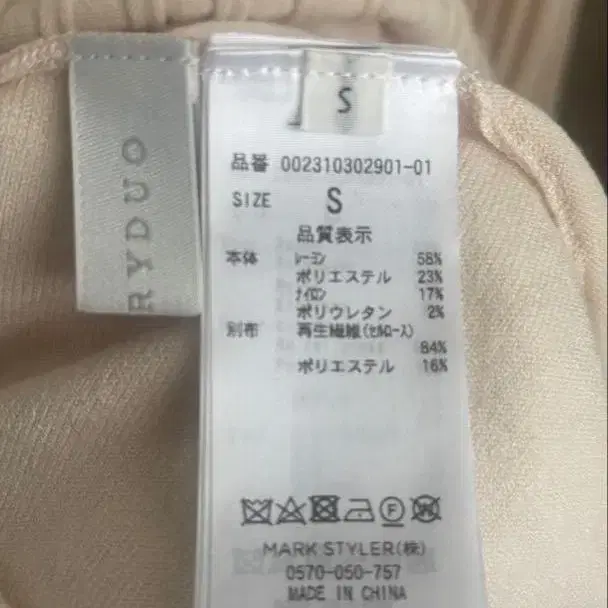 RYDUO
S
品番 002310302901-01
SIZE S
品質表示
本体 レーヨン 58%
ポリエステル 23%
ナイロン 17%
ポリウレタン 2%
別布 再生繊維(セルロース)
84%
ポリエステル 16%
F
W
MARK STYLER(株)
0570-050-757
MADE IN CHINA